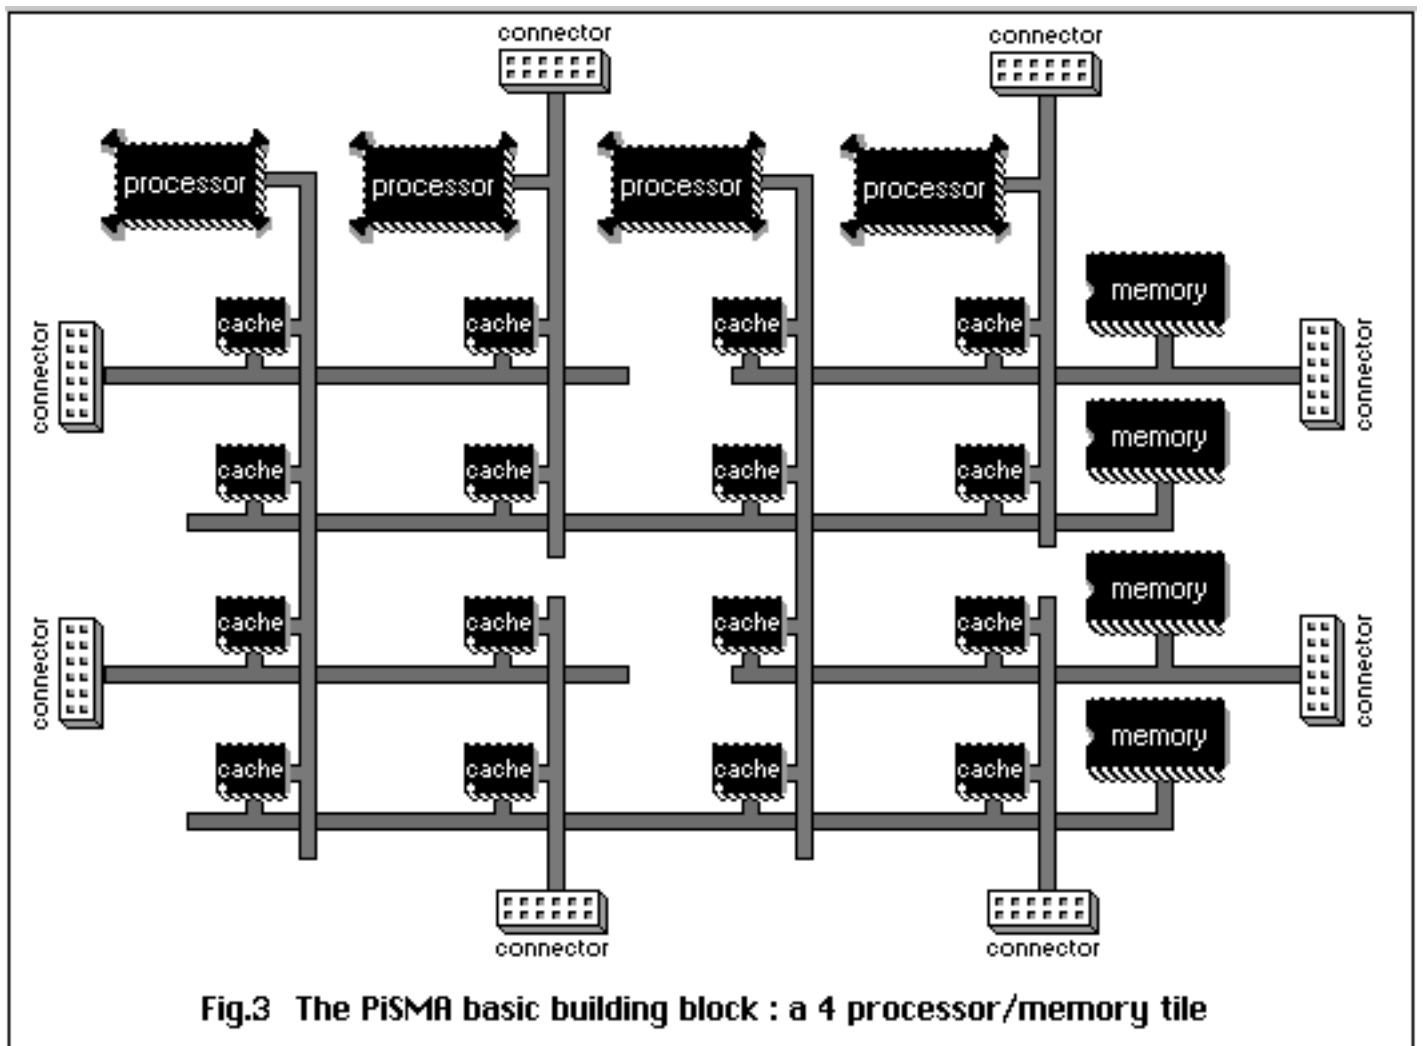 connector connector
processor processor processor processor
memory
cache cache cache cache
connector connector
memory
cache cache cache cache
memory
cache cache cache cache
connector connector
memory
cache cache cache cache
connector connector
Fig.3 The PiSMA basic building block : a 4 processor/memory tile